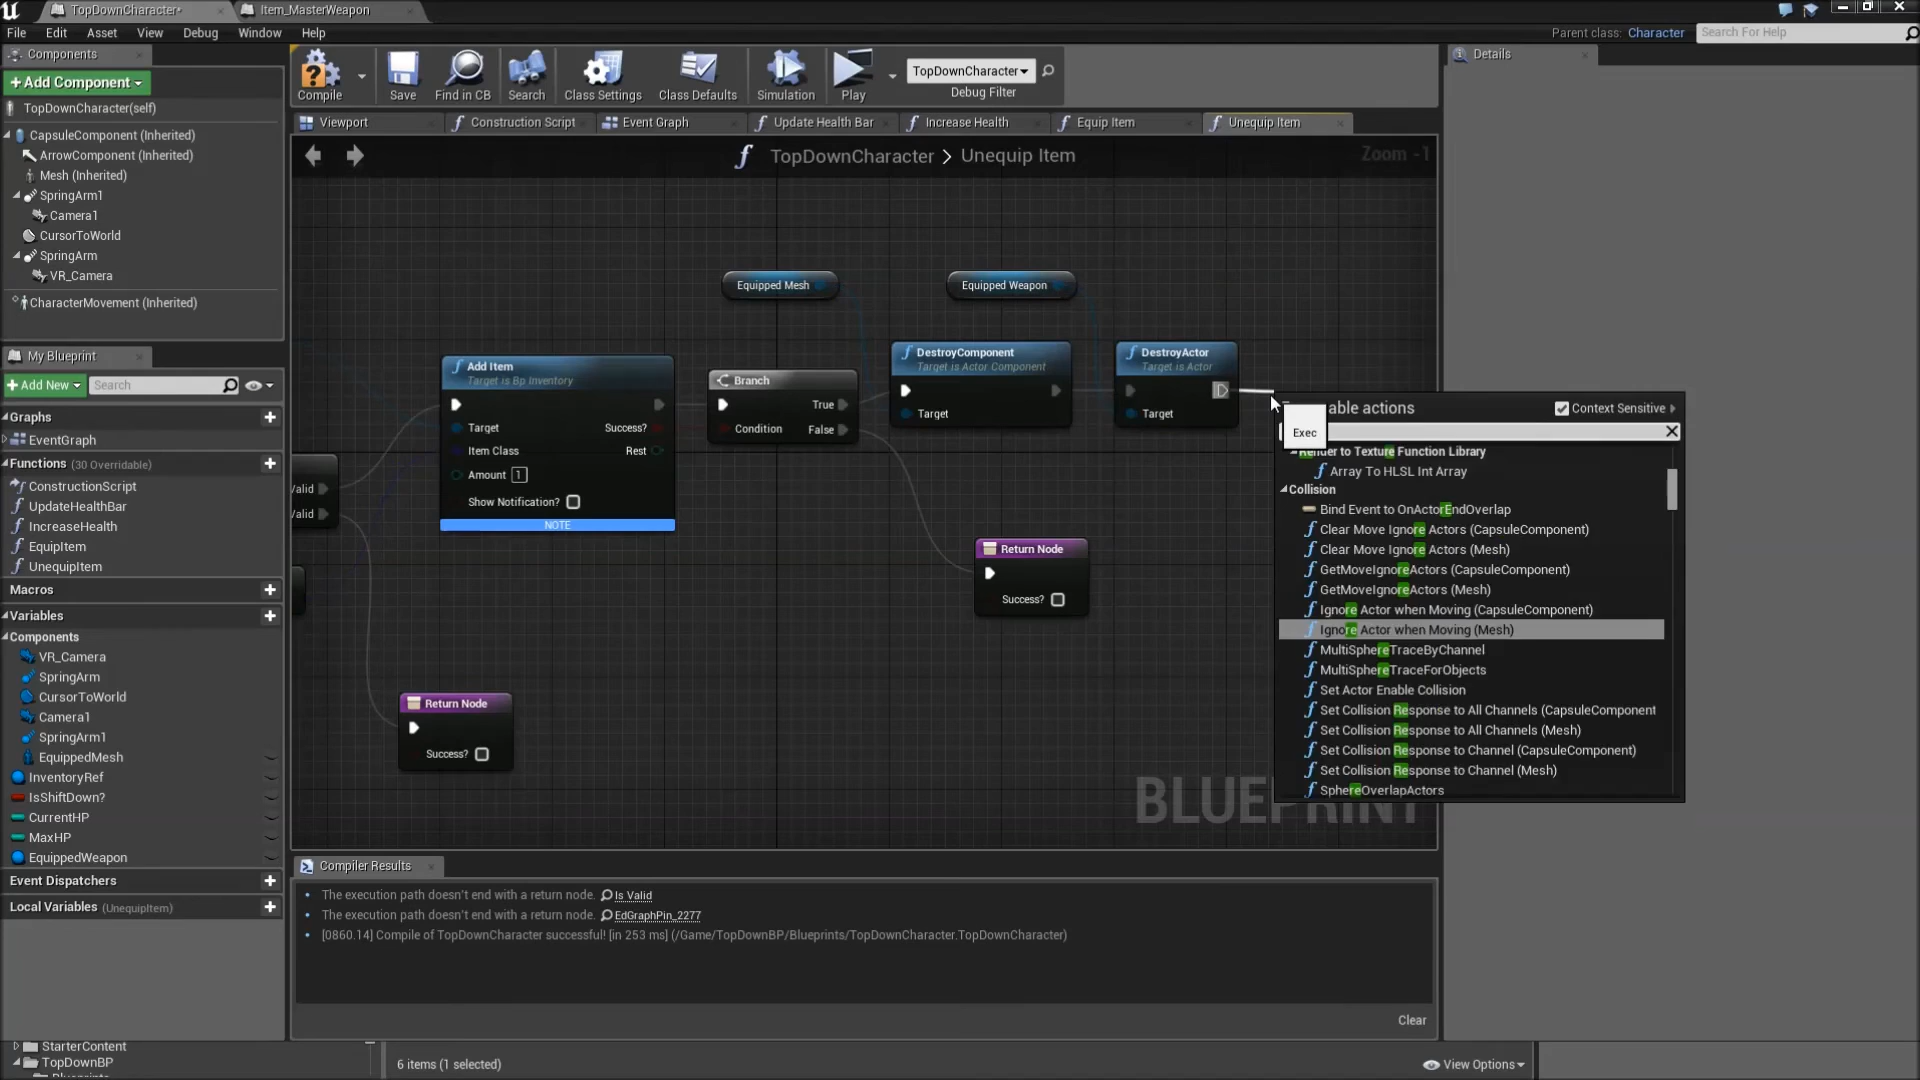 TopDownCharacter*
Item_MasterWeapon
File Edit Asset View Debug Window Help
Parent class: Character
Search For Help
Components
+Add Component
TopDownCharacter(self)
CapsuleComponent (Inherited)
ArrowComponent (Inherited)
Mesh (Inherited)
SpringArm1
Camera1
CursorToWorld
SpringArm
VR_Camera
CharacterMovement (Inherited)
Compile
Save
Find in CB
Search
Class Settings
Class Defaults
Simulation
Play
TopDownCharacter
Debug Filter
Details
Viewport
Construction Script
Event Graph
Update Health Bar
Increase Health
Equip Item
Unequip Item
TopDownCharacter > Unequip Item
Zoom -1
My Blueprint
+Add New
Search
Graphs
EventGraph
Functions (30 Overridable)
ConstructionScript
UpdateHealthBar
IncreaseHealth
EquipItem
UnequipItem
Macros
Variables
Components
VR_Camera
SpringArm
CursorToWorld
Camera1
SpringArm1
EquippedMesh
InventoryRef
IsShiftDown?
CurrentHP
MaxHP
EquippedWeapon
Event Dispatchers
Local Variables (UnequipItem)
Equipped Mesh
Equipped Weapon
Add Item
Target is Bp Inventory
Target
Success?
Item Class
Rest
Amount 1
Show Notification?
NOTE
Branch
True
Condition
False
DestroyComponent
Target is Actor Component
Target
DestroyActor
Target is Actor
Target
Return Node
Success?
Return Node
Success?
able actions
Context Sensitive
Exec
Render to Texture Function Library
Array To HLSL Int Array
Collision
Bind Event to OnActorEndOverlap
Clear Move Ignore Actors (CapsuleComponent)
Clear Move Ignore Actors (Mesh)
GetMoveIgnoreActors (CapsuleComponent)
GetMoveIgnoreActors (Mesh)
Ignore Actor when Moving (CapsuleComponent)
Ignore Actor when Moving (Mesh)
MultiSphereTraceByChannel
MultiSphereTraceForObjects
Set Actor Enable Collision
Set Collision Response to All Channels (CapsuleComponent
Set Collision Response to All Channels (Mesh)
Set Collision Response to Channel (CapsuleComponent)
Set Collision Response to Channel (Mesh)
SphereOverlapActors
BLUEPRINT
Compiler Results
The execution path doesn't end with a return node. Is Valid
The execution path doesn't end with a return node. EdGraphPin_2277
[0860.14] Compile of TopDownCharacter successful! [in 253 ms] (/Game/TopDownBP/Blueprints/TopDownCharacter.TopDownCharacter)
Clear
StarterContent
TopDownBP
6 items (1 selected)
View Options